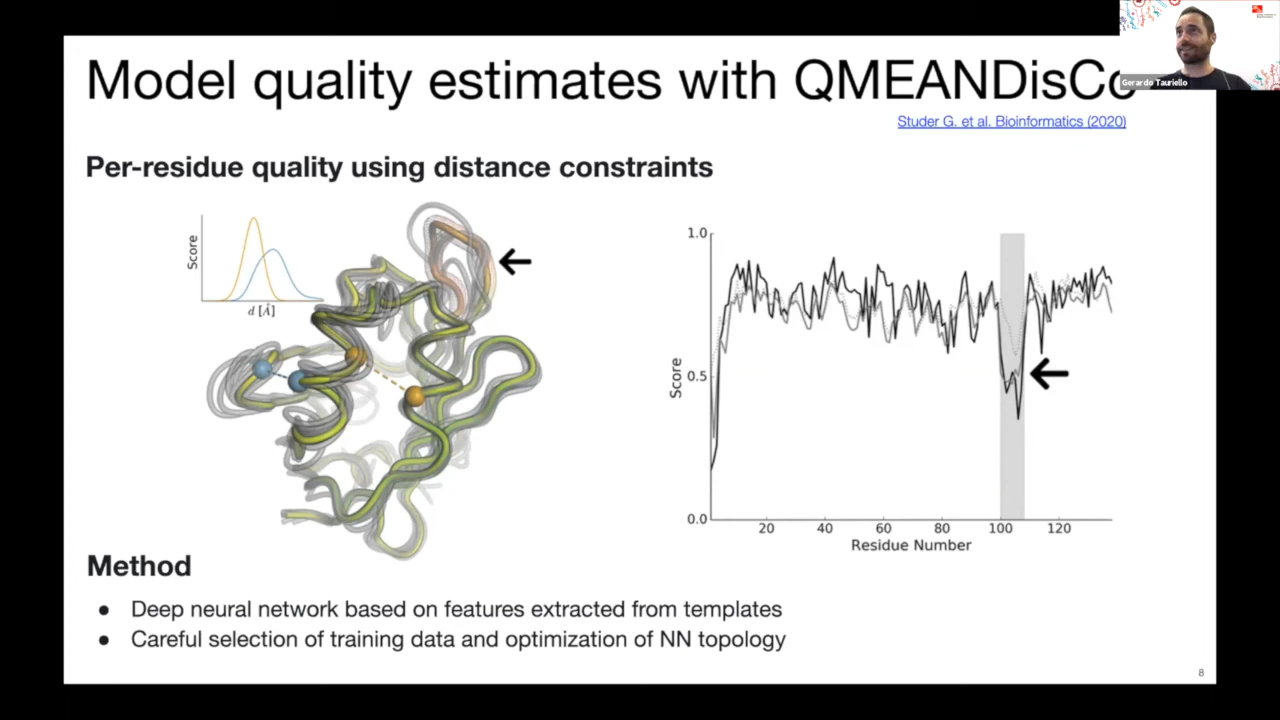 Model quality estimates with QMEANDisCo
Gerardo Tauriello
Studer G. et al. Bioinformatics (2020)
Per-residue quality using distance constraints
Score
d [Å]
1.0
0.5
0.0
Score
20 40 60 80 100 120
Residue Number
Method
● Deep neural network based on features extracted from templates
● Careful selection of training data and optimization of NN topology
8